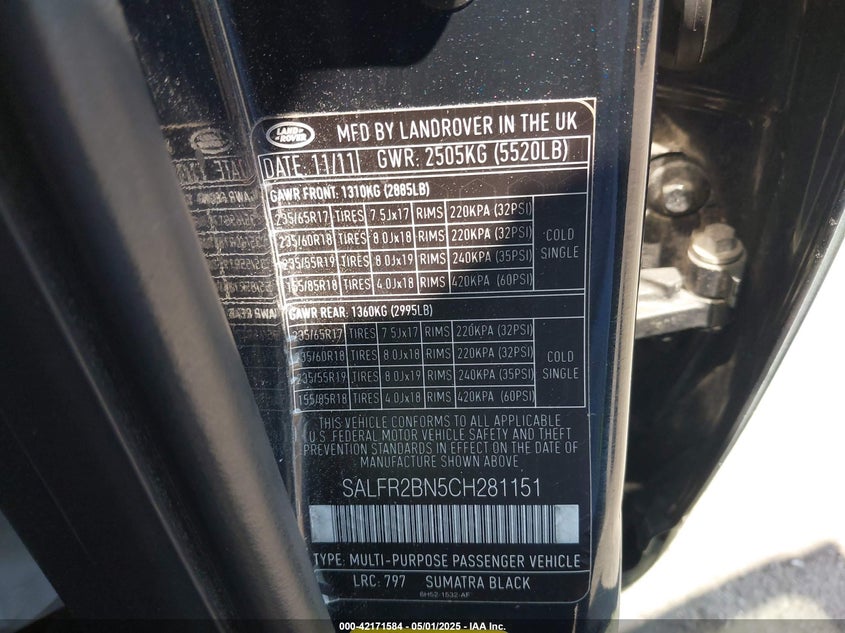 LAND ROVER MFD BY LANDROVER IN THE UK
DATE: 11/11 GWR: 2505KG (5520LB)
GAWR FRONT: 1310KG (2885LB)
235/65R17 TIRES 7.5Jx17 RIMS 220KPA (32PSI)
235/60R18 TIRES 8.0Jx18 RIMS 220KPA (32PSI)
235/55R19 TIRES 8.0Jx19 RIMS 240KPA (35PSI)
155/85R18 TIRES 4.0Jx18 RIMS 420KPA (60PSI)
COLD
SINGLE
GAWR REAR: 1360KG (2995LB)
235/65R17 TIRES 7.5Jx17 RIMS 220KPA (32PSI)
235/60R18 TIRES 8.0Jx18 RIMS 220KPA (32PSI)
235/55R19 TIRES 8.0Jx19 RIMS 240KPA (35PSI)
155/85R18 TIRES 4.0Jx18 RIMS 420KPA (60PSI)
COLD
SINGLE
THIS VEHICLE CONFORMS TO ALL APPLICABLE
U.S. FEDERAL MOTOR VEHICLE SAFETY AND THEFT
PREVENTION STANDARDS IN EFFECT ON THE DATE OF
MANUFACTURE SHOWN ABOVE.
SALFR2BN5CH281151
TYPE: MULTI-PURPOSE PASSENGER VEHICLE
LRC: 797 SUMATRA BLACK
BH52-1532-AF
000-42171584 - 05/01/2025 - IAA Inc.